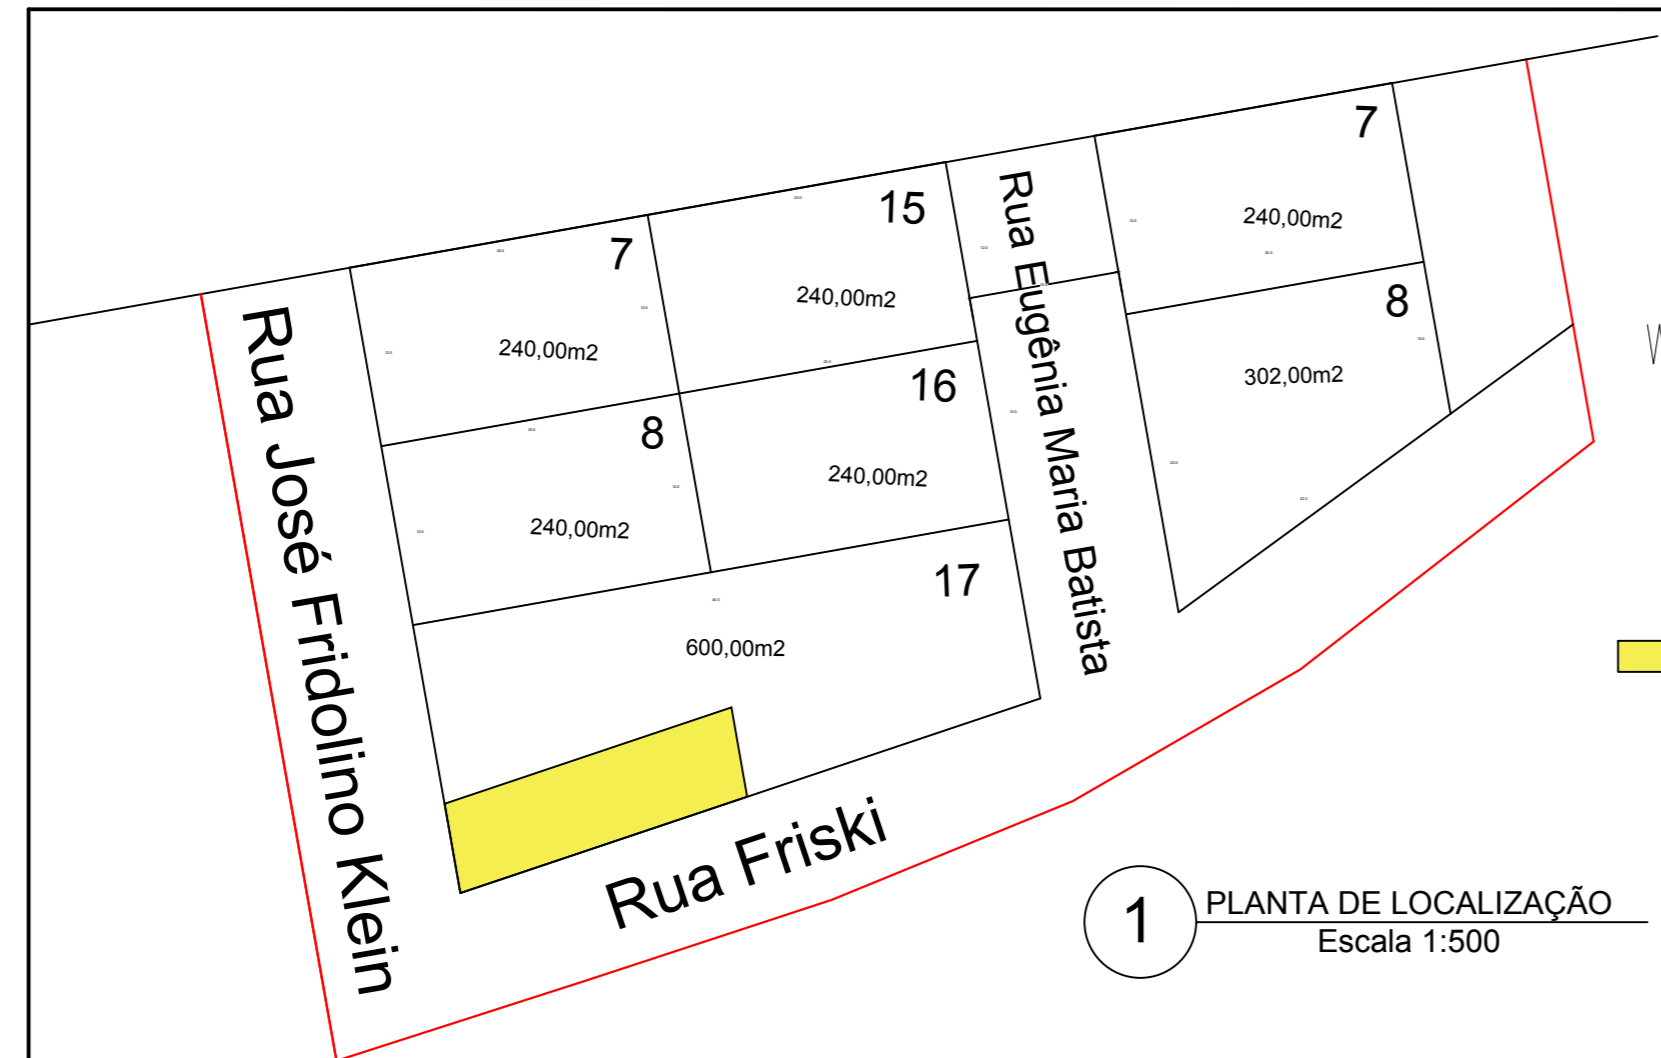 7
15
240,00m2
7
240,00m2
240,00m2
8
302,00m2
16
240,00m2
8
240,00m2
17
600,00m2
Rua José Fridolino Klein
Rua Eugênia Maria Batista
Rua Friski
1
PLANTA DE LOCALIZAÇÃO
Escala 1:500